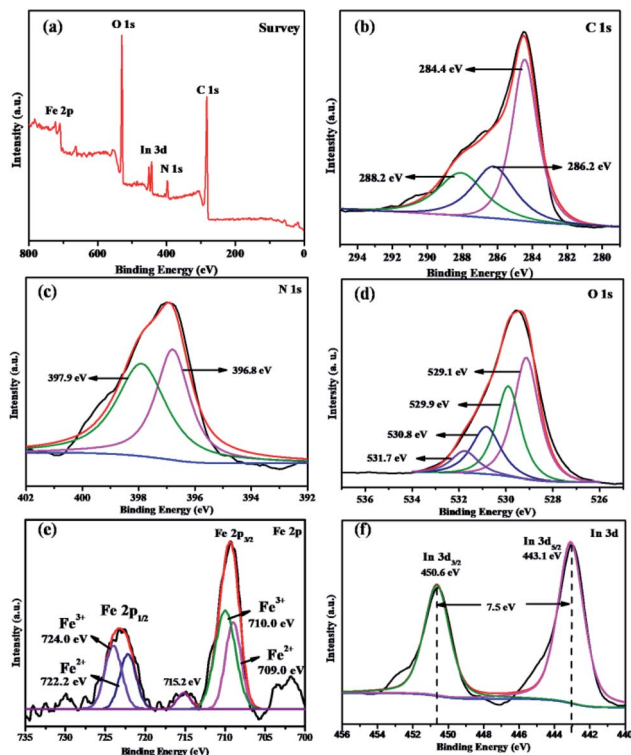 (a)
O 1s
Survey
Fe 2p
In 3d
N 1s
C 1s
Intensity (a.u.)
800 600 400 200 0
Binding Energy (eV)
(b)
C 1s
284.4 eV
286.2 eV
288.2 eV
Intensity (a.u.)
294 292 290 288 286 284 282 280
Binding Energy (eV)
(c)
N 1s
397.9 eV
396.8 eV
Intensity (a.u.)
402 400 398 396 394 392
Binding Energy (eV)
(d)
O 1s
529.1 eV
529.9 eV
530.8 eV
531.7 eV
Intensity (a.u.)
536 534 532 530 528 526
Binding Energy (eV)
(e)
Fe 2p3/2
Fe 2p
Fe 2p1/2
Fe3+
724.0 eV
Fe2+
722.2 eV
715.2 eV
Fe3+
710.0 eV
Fe2+
709.0 eV
Intensity (a.u.)
735 730 725 720 715 710 705 700
Binding Energy (eV)
(f)
In 3d3/2
450.6 eV
In 3d5/2
443.1 eV
In 3d
7.5 eV
Intensity (a. u.)
456 454 452 450 448 446 444 442 440
Binding Energy (eV)